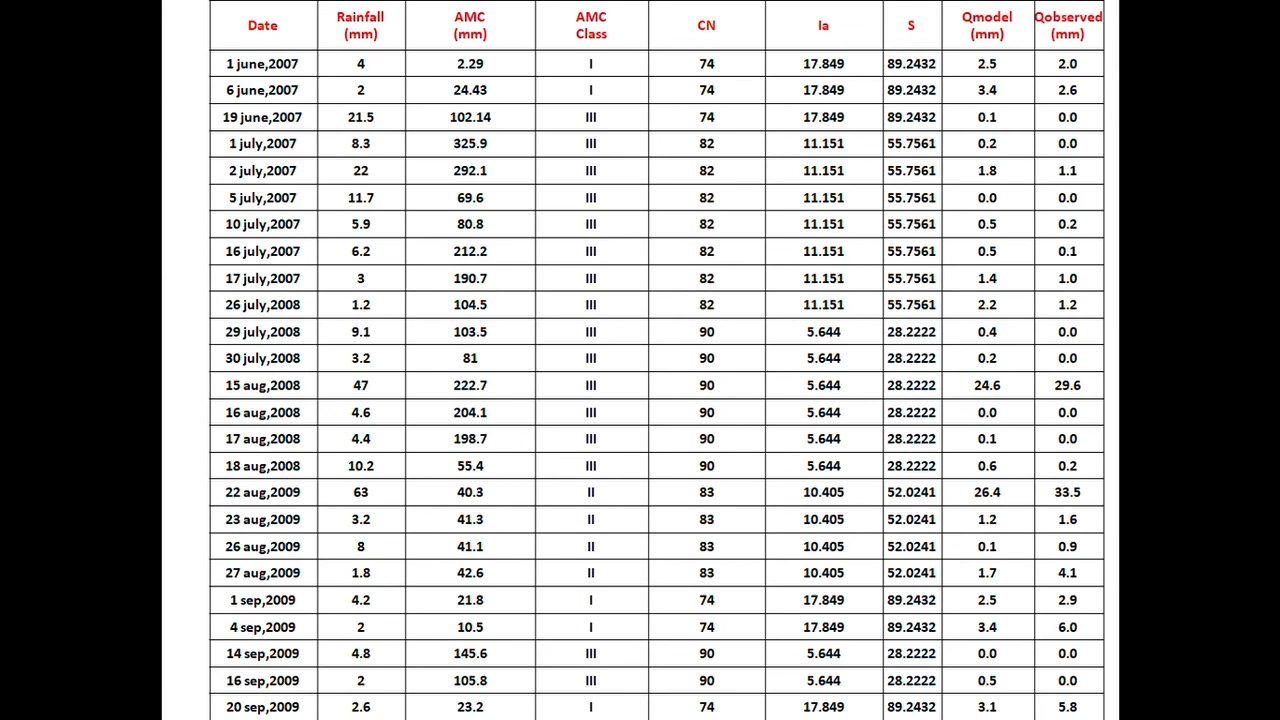 Date Rainfall (mm) AMC (mm) AMC Class CN Ia S Qmodel (mm) Qobserved (mm)
1 june,2007 4 2.29 I 74 17.849 89.2432 2.5 2.0
6 june,2007 2 24.43 I 74 17.849 89.2432 3.4 2.6
19 june,2007 21.5 102.14 III 74 17.849 89.2432 0.1 0.0
1 july,2007 8.3 325.9 III 82 11.151 55.7561 0.2 0.0
2 july,2007 22 292.1 III 82 11.151 55.7561 1.8 1.1
5 july,2007 11.7 69.6 III 82 11.151 55.7561 0.0 0.0
10 july,2007 5.9 80.8 III 82 11.151 55.7561 0.5 0.2
16 july,2007 6.2 212.2 III 82 11.151 55.7561 0.5 0.1
17 july,2007 3 190.7 III 82 11.151 55.7561 1.4 1.0
26 july,2008 1.2 104.5 III 82 11.151 55.7561 2.2 1.2
29 july,2008 9.1 103.5 III 90 5.644 28.2222 0.4 0.0
30 july,2008 3.2 81 III 90 5.644 28.2222 0.2 0.0
15 aug,2008 47 222.7 III 90 5.644 28.2222 24.6 29.6
16 aug,2008 4.6 204.1 III 90 5.644 28.2222 0.0 0.0
17 aug,2008 4.4 198.7 III 90 5.644 28.2222 0.1 0.0
18 aug,2008 10.2 55.4 III 90 5.644 28.2222 0.6 0.2
22 aug,2009 63 40.3 II 83 10.405 52.0241 26.4 33.5
23 aug,2009 3.2 41.3 II 83 10.405 52.0241 1.2 1.6
26 aug,2009 8 41.1 II 83 10.405 52.0241 0.1 0.9
27 aug,2009 1.8 42.6 II 83 10.405 52.0241 1.7 4.1
1 sep,2009 4.2 21.8 I 74 17.849 89.2432 2.5 2.9
4 sep,2009 2 10.5 I 74 17.849 89.2432 3.4 6.0
14 sep,2009 4.8 145.6 III 90 5.644 28.2222 0.0 0.0
16 sep,2009 2 105.8 III 90 5.644 28.2222 0.5 0.0
20 sep,2009 2.6 23.2 I 74 17.849 89.2432 3.1 5.8